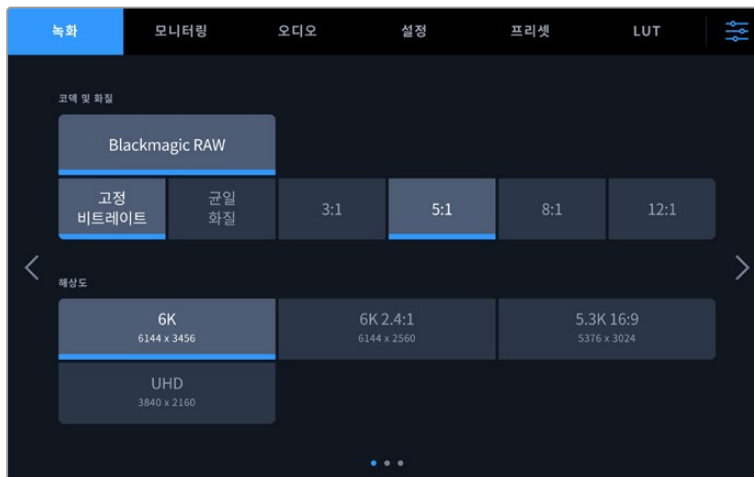 녹화 모니터링 오디오 설정 프리셋 LUT
코덱 및 화질
Blackmagic RAW
고정 비트레이트
균일 화질
3:1
5:1
8:1
12:1
해상도
6K
6144 x 3456
6K 2.4:1
6144 x 2560
5.3K 16:9
5376 x 3024
UHD
3840 x 2160